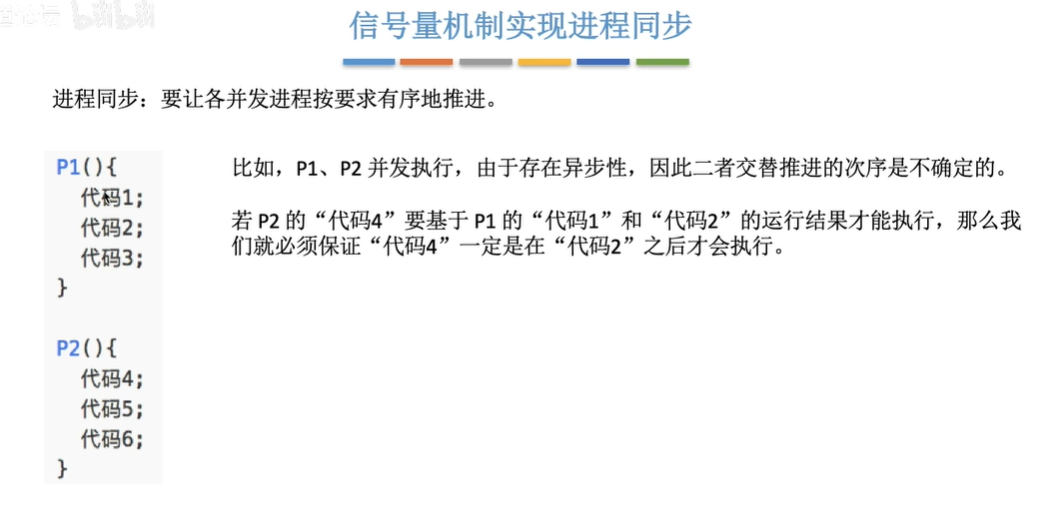 bilibili
信号量机制实现进程同步
进程同步：要让各并发进程按要求有序地推进。
P1(){
代码1;
代码2;
代码3;
}
P2(){
代码4;
代码5;
代码6;
}
比如，P1、P2 并发执行，由于存在异步性，因此二者交替推进的次序是不确定的。
若 P2 的“代码4”要基于 P1 的“代码1”和“代码2”的运行结果才能执行，那么我
们就必须保证“代码4”一定是在“代码2”之后才会执行。